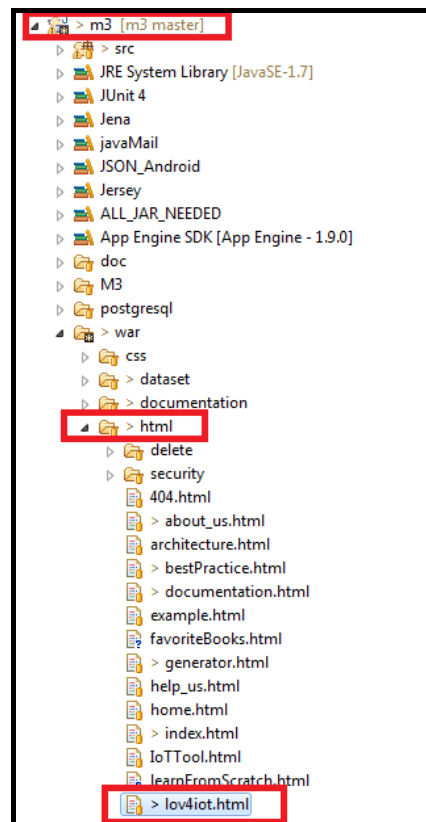 > m3 [m3 master]
> src
JRE System Library [JavaSE-1.7]
JUnit 4
Jena
javaMail
JSON_Android
Jersey
ALL_JAR_NEEDED
App Engine SDK [App Engine - 1.9.0]
doc
M3
postgresql
> war
css
> dataset
> documentation
> html
delete
security
404.html
> about_us.html
architecture.html
> bestPractice.html
> documentation.html
example.html
favoriteBooks.html
> generator.html
help_us.html
home.html
> index.html
IoTTool.html
learnFromScratch.html
> lov4iot.html